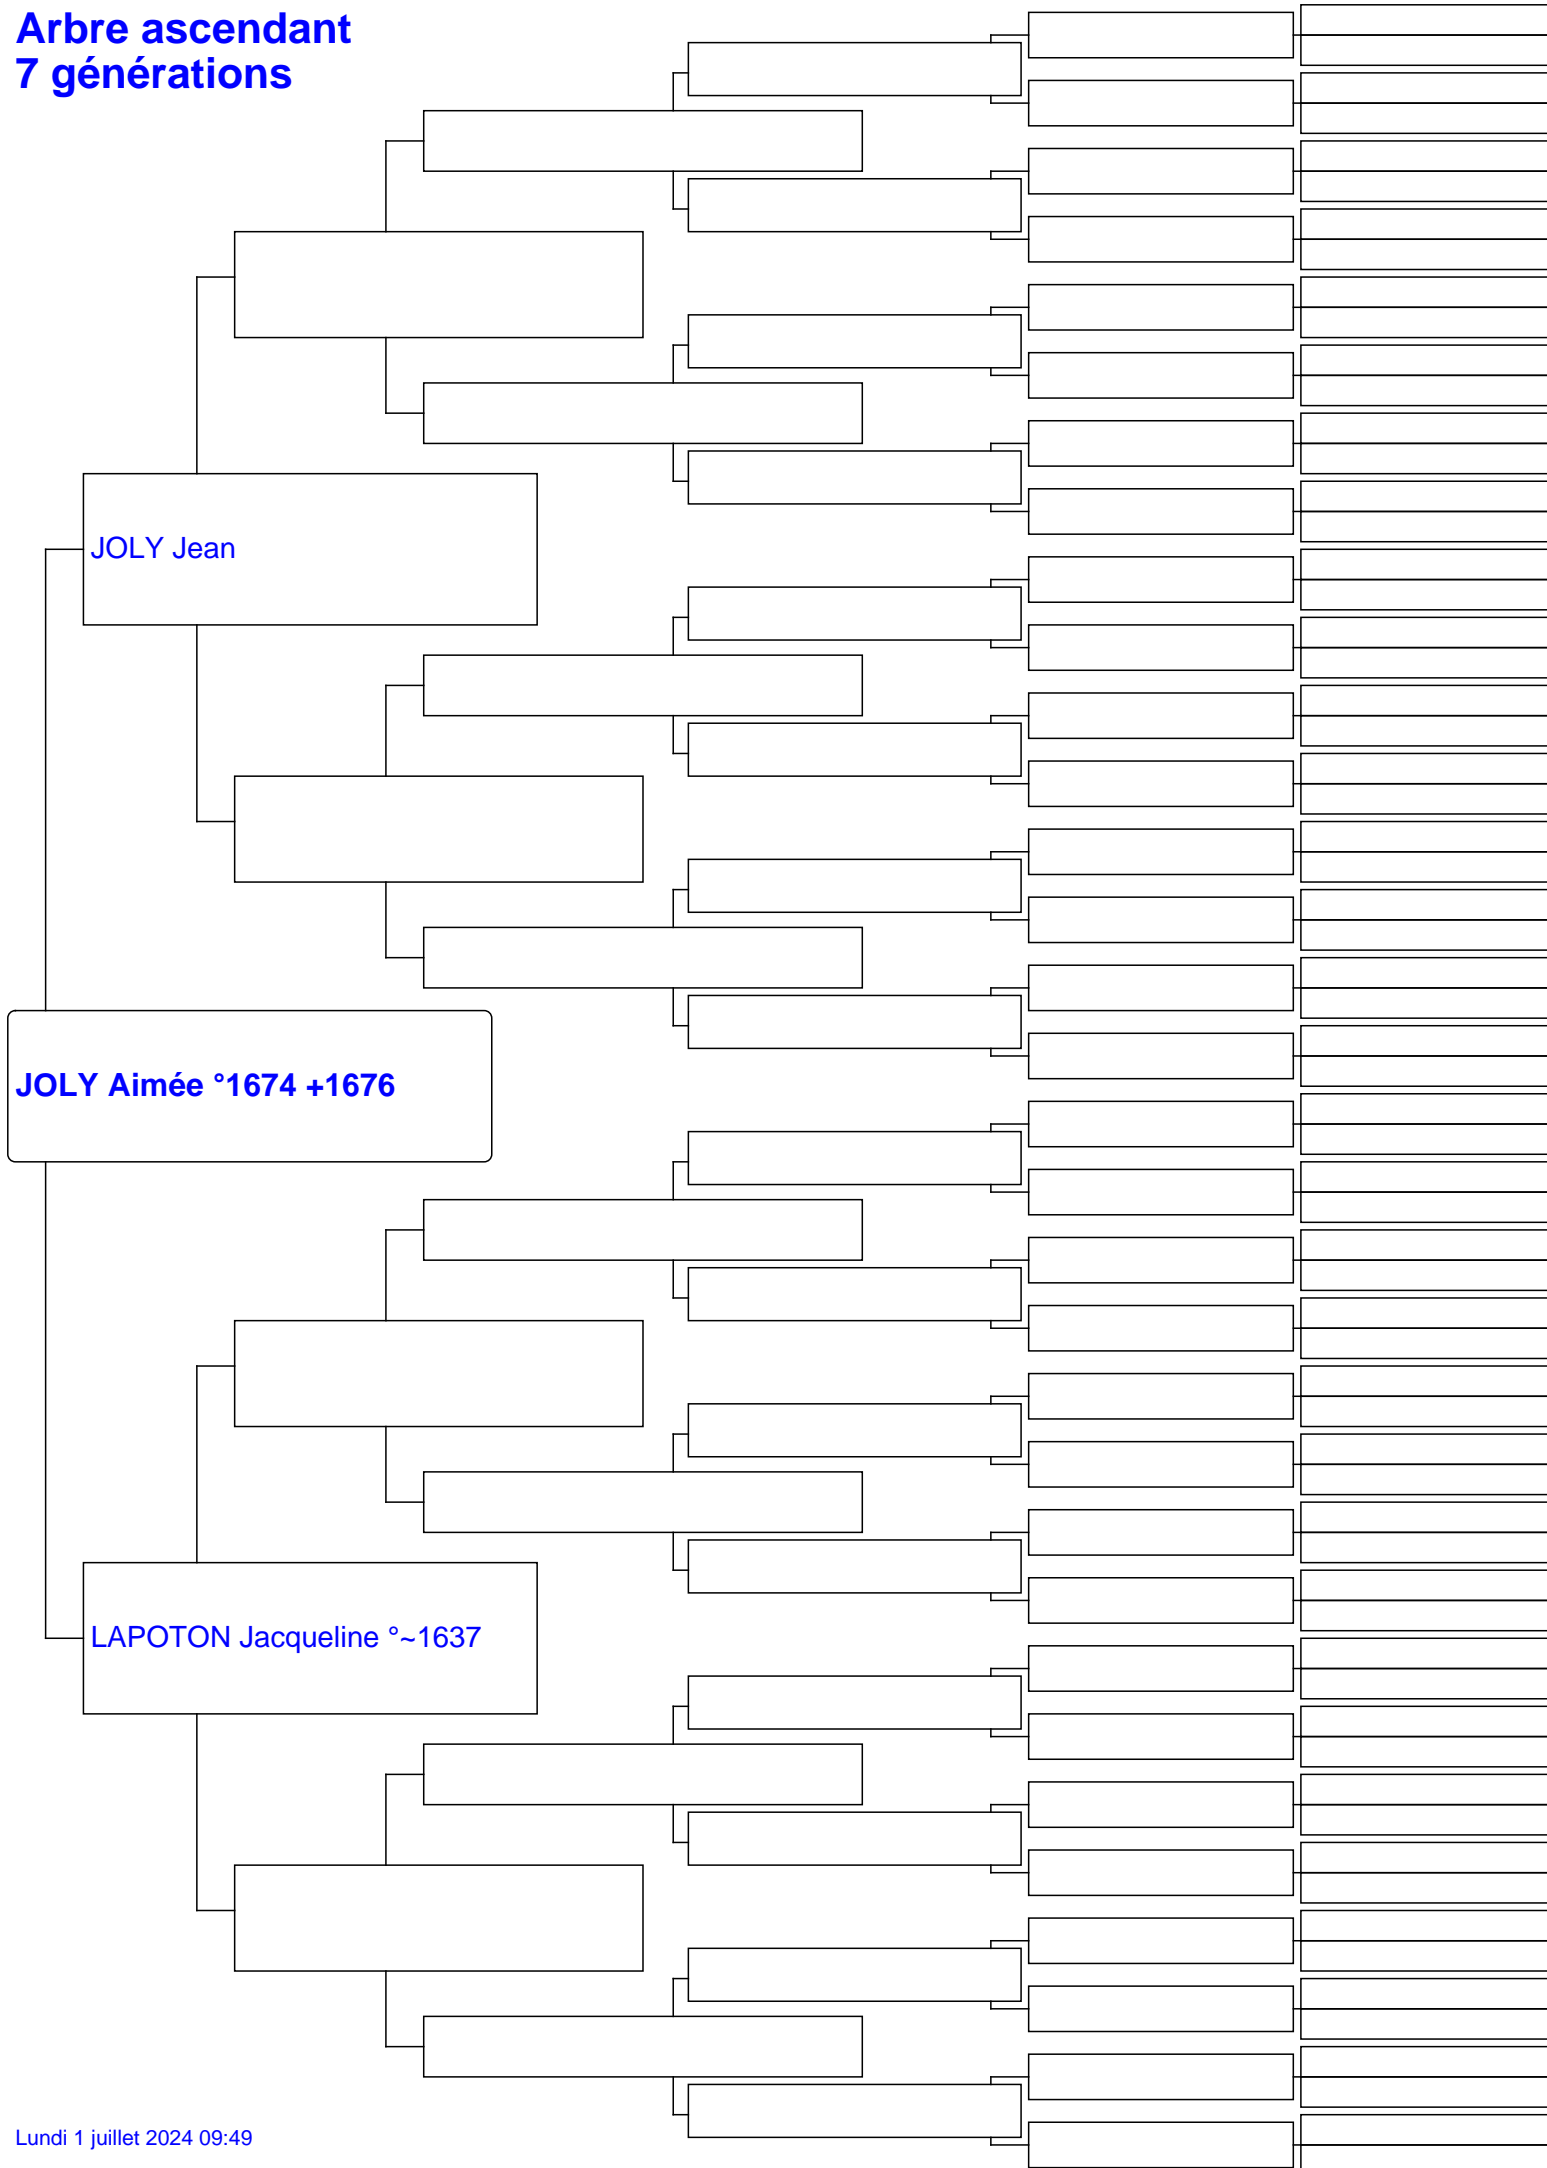 Arbre ascendant
7 générations
JOLY Jean
JOLY Aimée °1674 +1676
LAPOTON Jacqueline °~1637
Lundi 1 juillet 2024 09:49